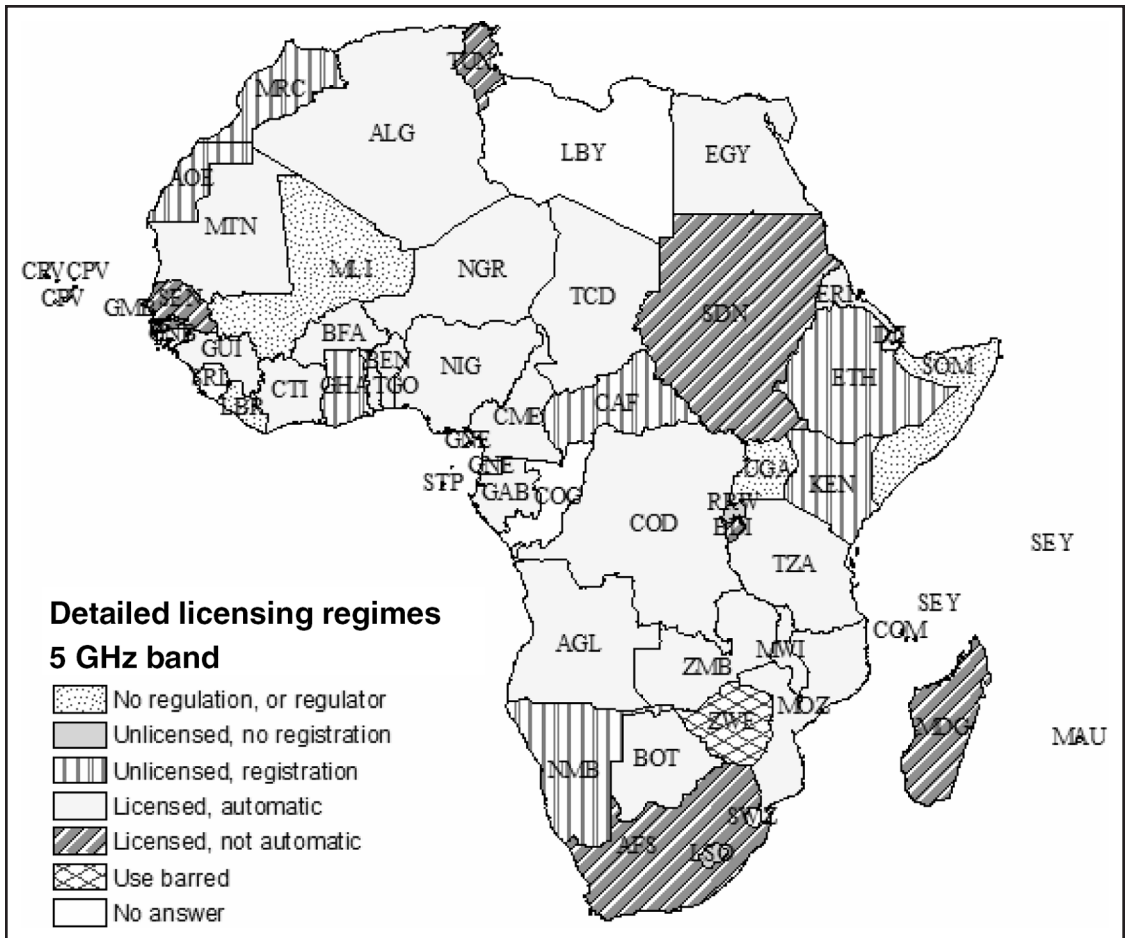 TUN
MRC
ALG
LBY
EGY
AOE
MTN
CPV CPV
CPV
MLI
NGR
TCD
SEN
SDN
ERI
GNB
GUI
BFA
BEN
DJI
SOM
ETH
NIG
CTI
GHA
TGO
LBR
CME
CAF
GNE
GNE
STP
GAB
COG
UGA
KEN
RRW
COD
BDI
TZA
SEY
SEY
COM
AGL
ZMB
MWI
MOZ
MDG
MAU
ZWE
BOT
NMB
SWZ
AFS
LSO
Detailed licensing regimes
5 GHz band
No regulation, or regulator
Unlicensed, no registration
Unlicensed, registration
Licensed, automatic
Licensed, not automatic
Use barred
No answer